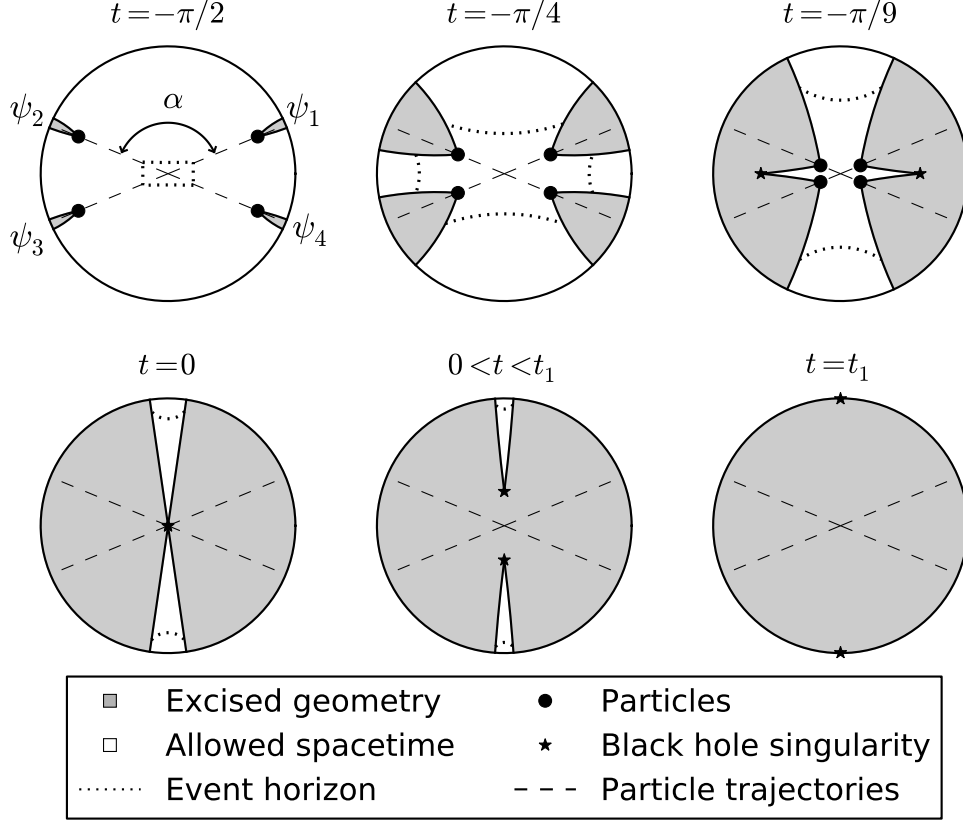 t=−π/2
t=−π/4
t=−π/9
α
ψ₂
ψ₁
ψ₃
ψ₄
t=0
0<t<t₁
t=t₁
Excised geometry
Particles
Allowed spacetime
Black hole singularity
Event horizon
Particle trajectories